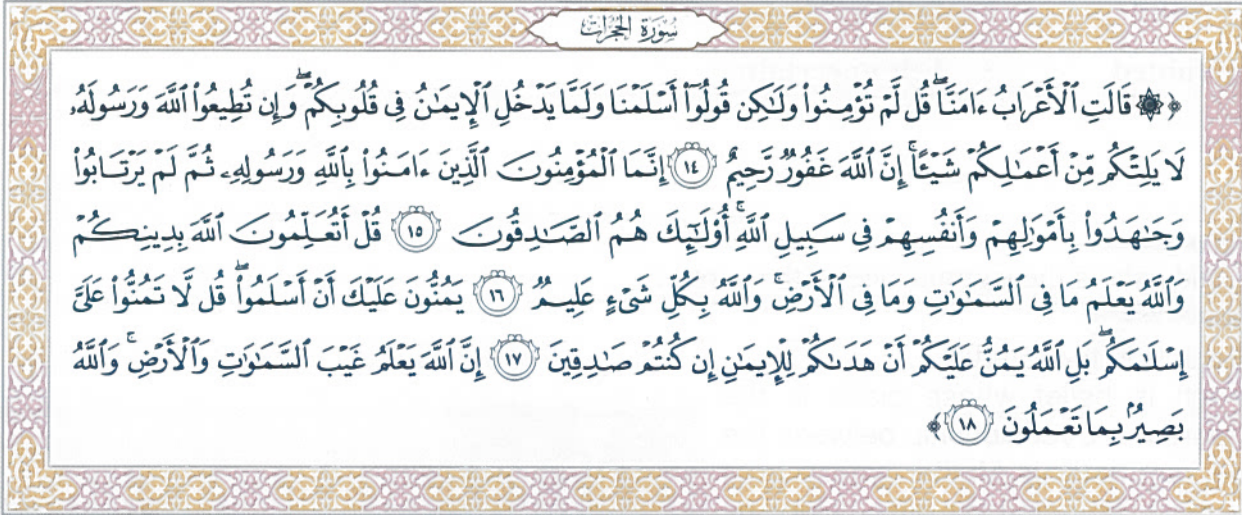 سُورَةُ الحُجُرَاتِ
﴿ ۞ قَالَتِ ٱلْأَعْرَابُ ءَامَنَّاۖ قُل لَّمْ تُؤْمِنُوا۟ وَلَٰكِن قُولُوٓا۟ أَسْلَمْنَا وَلَمَّا يَدْخُلِ ٱلْإِيمَٰنُ فِى قُلُوبِكُمْۖ وَإِن تُطِيعُوا۟ ٱللَّهَ وَرَسُولَهُۥ
لَا يَلِتْكُم مِّنْ أَعْمَٰلِكُمْ شَيْـًٔاۚ إِنَّ ٱللَّهَ غَفُورٌ رَّحِيمٌ ١٤ إِنَّمَا ٱلْمُؤْمِنُونَ ٱلَّذِينَ ءَامَنُوا۟ بِٱللَّهِ وَرَسُولِهِۦ ثُمَّ لَمْ يَرْتَابُوا۟
وَجَٰهَدُوا۟ بِأَمْوَٰلِهِمْ وَأَنفُسِهِمْ فِى سَبِيلِ ٱللَّهِۚ أُو۟لَٰٓئِكَ هُمُ ٱلصَّٰدِقُونَ ١٥ قُلْ أَتُعَلِّمُونَ ٱللَّهَ بِدِينِكُمْ
وَٱللَّهُ يَعْلَمُ مَا فِى ٱلسَّمَٰوَٰتِ وَمَا فِى ٱلْأَرْضِۚ وَٱللَّهُ بِكُلِّ شَىْءٍ عَلِيمٌ ١٦ يَمُنُّونَ عَلَيْكَ أَنْ أَسْلَمُوا۟ۖ قُل لَّا تَمُنُّوا۟ عَلَىَّ
إِسْلَٰمَكُمۖ بَلِ ٱللَّهُ يَمُنُّ عَلَيْكُمْ أَنْ هَدَىٰكُمْ لِلْإِيمَٰنِ إِن كُنتُمْ صَٰدِقِينَ ١٧ إِنَّ ٱللَّهَ يَعْلَمُ غَيْبَ ٱلسَّمَٰوَٰتِ وَٱلْأَرْضِۚ وَٱللَّهُ
بَصِيرٌۢ بِمَا تَعْمَلُونَ ١٨ ﴾